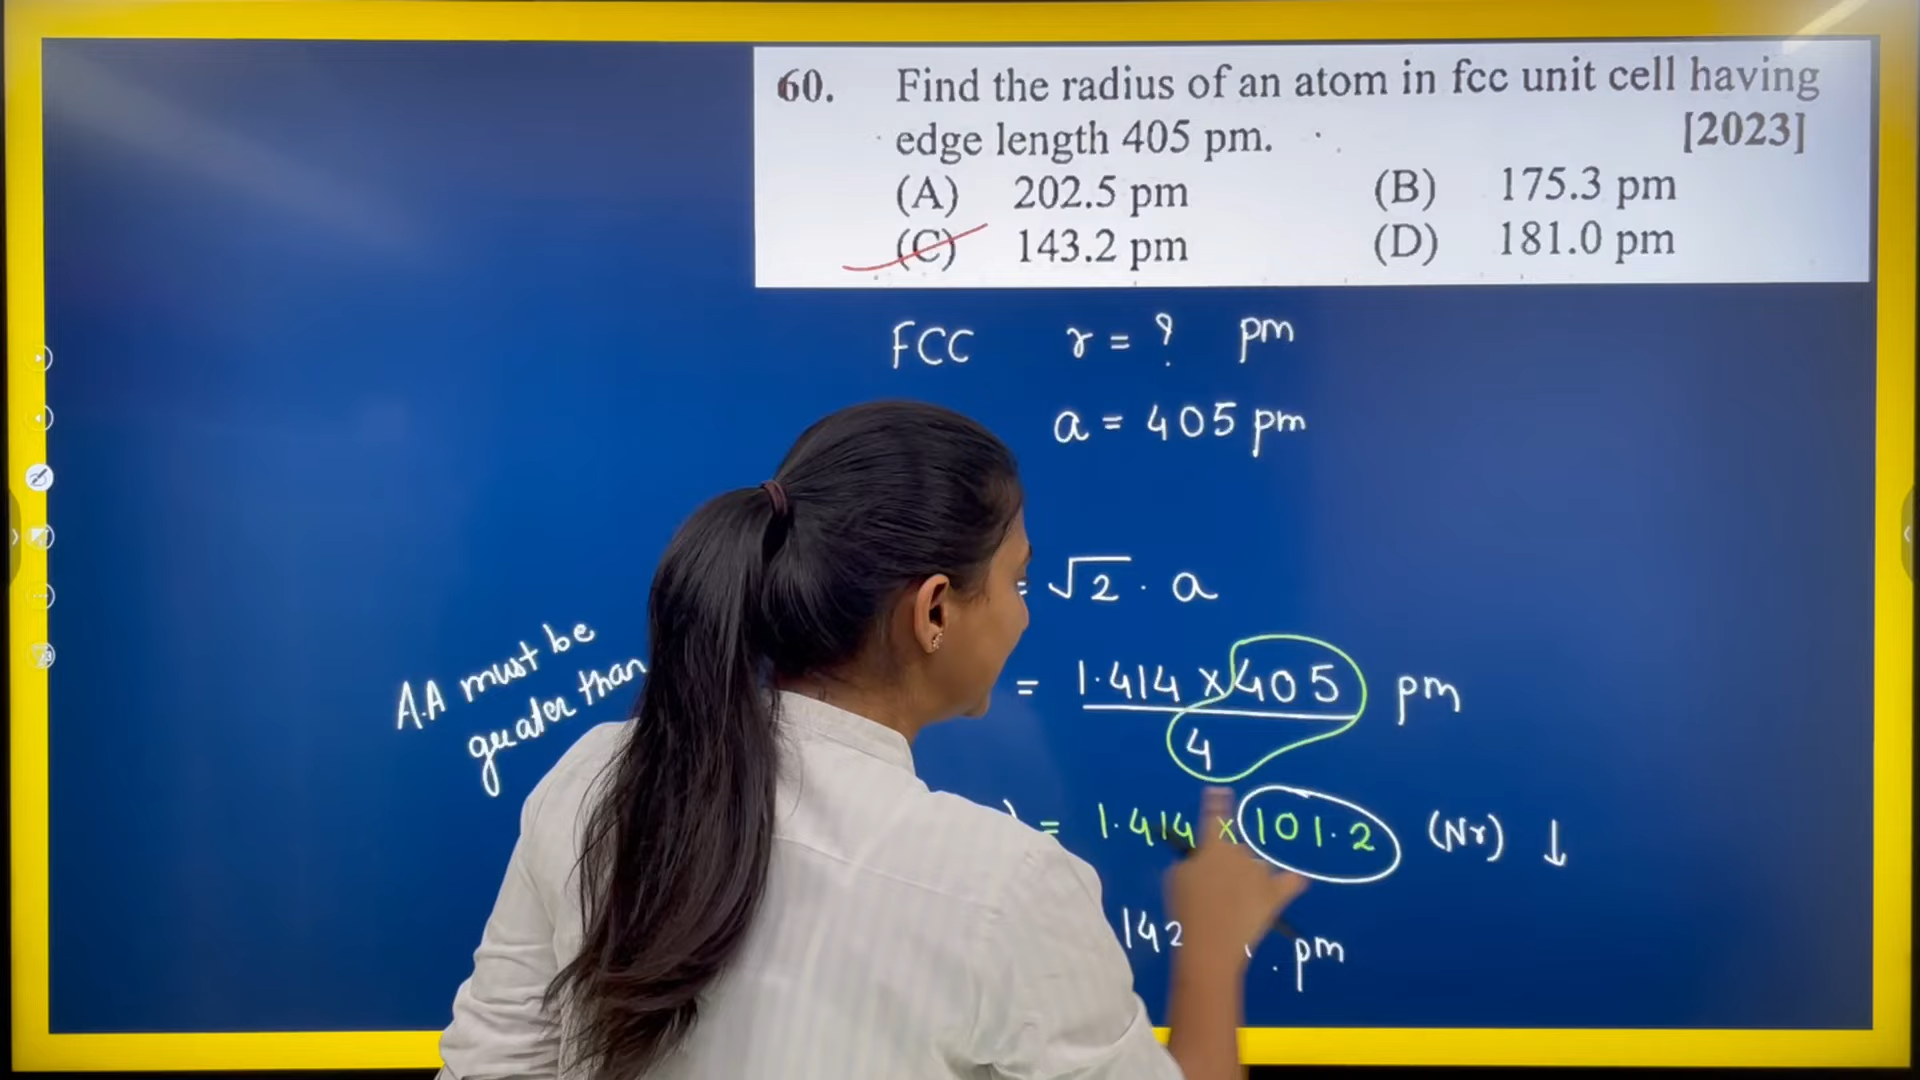 60. Find the radius of an atom in fcc unit cell having
edge length 405 pm. [2023]
(A) 202.5 pm (B) 175.3 pm
(C) 143.2 pm (D) 181.0 pm
FCC r = ? pm
a = 405 pm
= √2 . a
A.A must be
greater than
= 1.414 x 405 pm
4
= 1.414 x 101.2 (Nr) ↓
142 pm